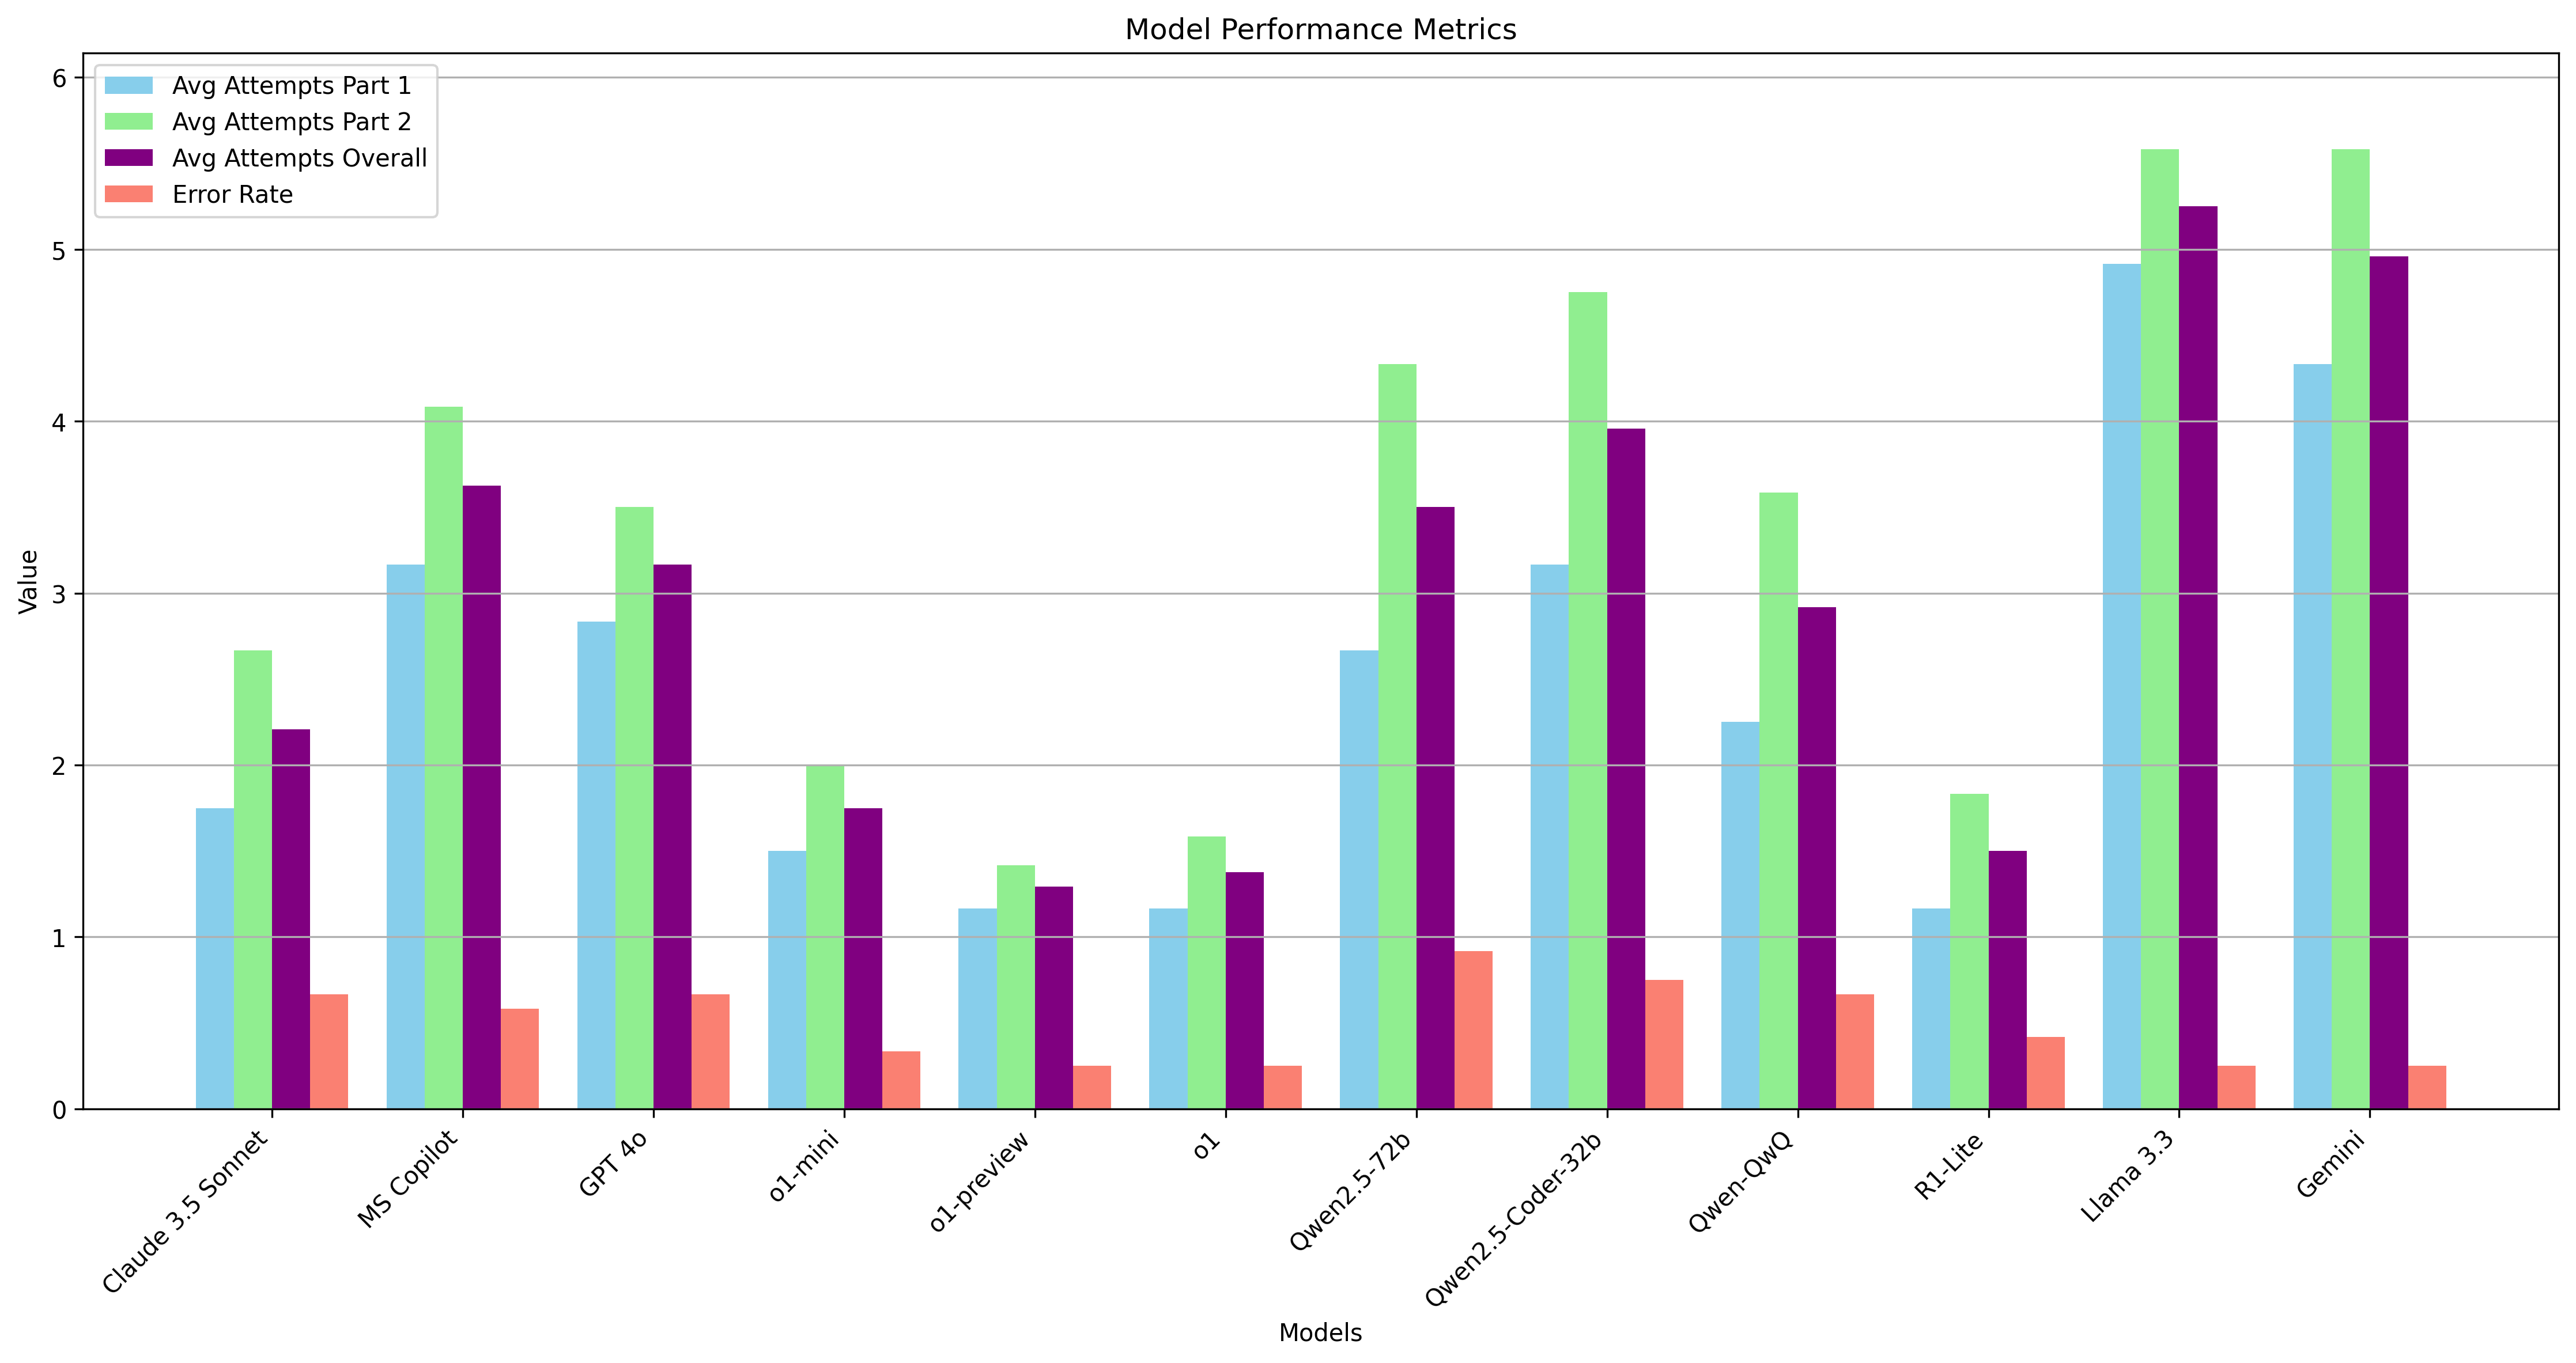 Model Performance Metrics
Avg Attempts Part 1
Avg Attempts Part 2
Avg Attempts Overall
Error Rate
Value
6
5
4
3
2
1
0
Claude 3.5 Sonnet
MS Copilot
GPT 4o
o1-mini
o1-preview
o1
Qwen2.5-72b
Qwen2.5-Coder-32b
Qwen-QwQ
R1-Lite
Llama 3.3
Gemini
Models